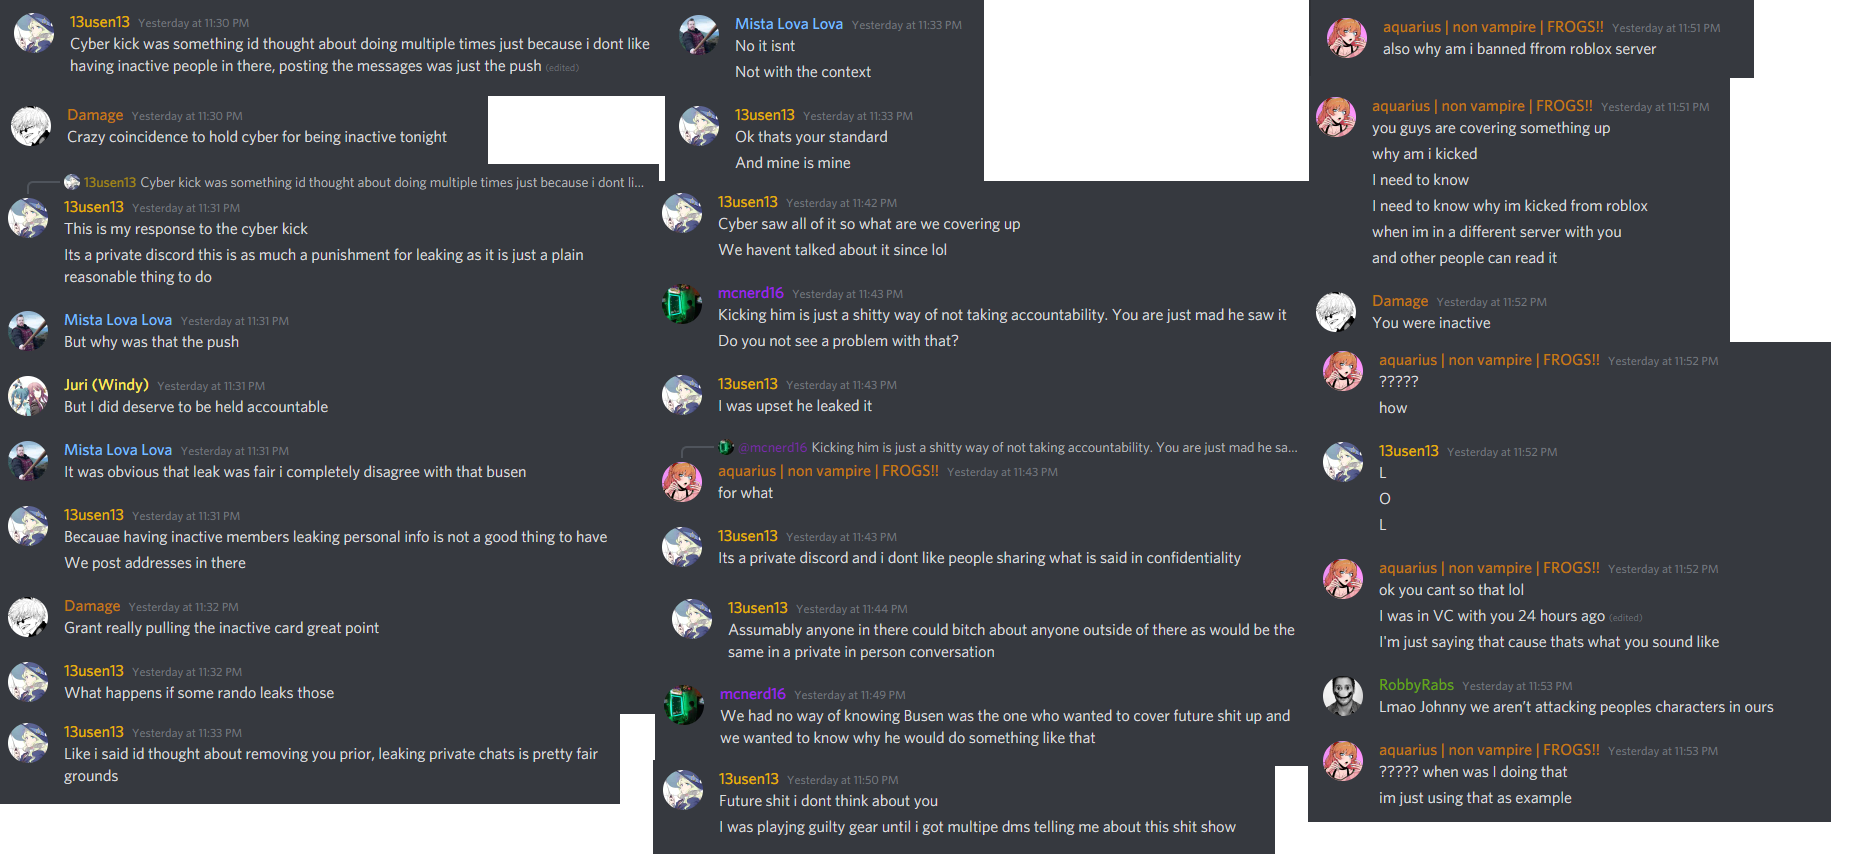 13usen13 Yesterday at 11:30 PM
Cyber kick was something id thought about doing multiple times just because i dont like
having inactive people in there, posting the messages was just the push (edited)
Damage Yesterday at 11:30 PM
Crazy coincidence to hold cyber for being inactive tonight
13usen13 Cyber kick was something id thought about doing multiple times just because i dont li...
13usen13 Yesterday at 11:31 PM
This is my response to the cyber kick
Its a private discord this is as much a punishment for leaking as it is just a plain
reasonable thing to do
Mista Lova Lova Yesterday at 11:31 PM
But why was that the push
Juri (Windy) Yesterday at 11:31 PM
But I did deserve to be held accountable
Mista Lova Lova Yesterday at 11:31 PM
It was obvious that leak was fair i completely disagree with that busen
13usen13 Yesterday at 11:31 PM
Becauae having inactive members leaking personal info is not a good thing to have
We post addresses in there
Damage Yesterday at 11:32 PM
Grant really pulling the inactive card great point
13usen13 Yesterday at 11:32 PM
What happens if some rando leaks those
13usen13 Yesterday at 11:33 PM
Like i said id thought about removing you prior, leaking private chats is pretty fair
grounds
Mista Lova Lova Yesterday at 11:33 PM
No it isnt
Not with the context
13usen13 Yesterday at 11:33 PM
Ok thats your standard
And mine is mine
13usen13 Yesterday at 11:42 PM
Cyber saw all of it so what are we covering up
We havent talked about it since lol
mcnerd16 Yesterday at 11:43 PM
Kicking him is just a shitty way of not taking accountability. You are just mad he saw it
Do you not see a problem with that?
13usen13 Yesterday at 11:43 PM
I was upset he leaked it
@mcnerd16 Kicking him is just a shitty way of not taking accountability. You are just mad he sa...
aquarius | non vampire | FROGS!! Yesterday at 11:43 PM
for what
13usen13 Yesterday at 11:43 PM
Its a private discord and i dont like people sharing what is said in confidentiality
13usen13 Yesterday at 11:44 PM
Assumably anyone in there could bitch about anyone outside of there as would be the
same in a private in person conversation
mcnerd16 Yesterday at 11:49 PM
We had no way of knowing Busen was the one who wanted to cover future shit up and
we wanted to know why he would do something like that
13usen13 Yesterday at 11:50 PM
Future shit i dont think about you
I was playjng guilty gear until i got multipe dms telling me about this shit show
aquarius | non vampire | FROGS!! Yesterday at 11:51 PM
also why am i banned ffrom roblox server
aquarius | non vampire | FROGS!! Yesterday at 11:51 PM
you guys are covering something up
why am i kicked
I need to know
I need to know why im kicked from roblox
when im in a different server with you
and other people can read it
Damage Yesterday at 11:52 PM
You were inactive
aquarius | non vampire | FROGS!! Yesterday at 11:52 PM
?????
how
13usen13 Yesterday at 11:52 PM
L
O
L
aquarius | non vampire | FROGS!! Yesterday at 11:52 PM
ok you cant so that lol
I was in VC with you 24 hours ago (edited)
I'm just saying that cause thats what you sound like
RobbyRabs Yesterday at 11:53 PM
Lmao Johnny we aren't attacking peoples characters in ours
aquarius | non vampire | FROGS!! Yesterday at 11:53 PM
????? when was I doing that
im just using that as example